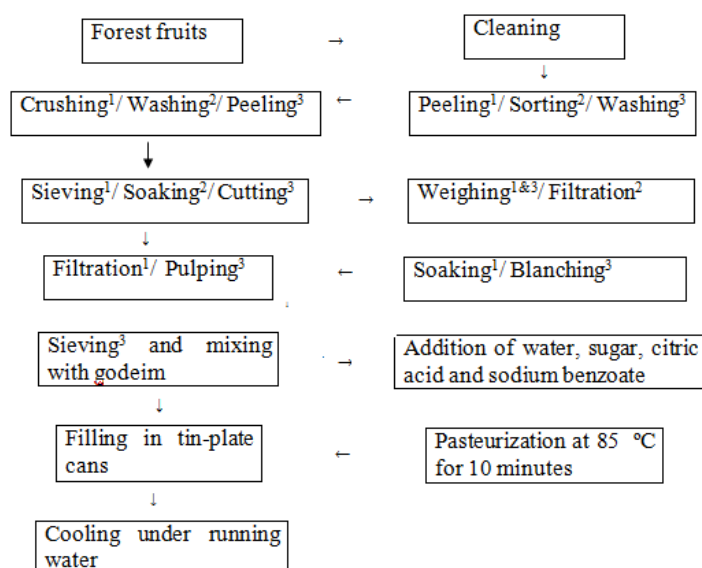 Forest fruits
→
Cleaning
↓
Crushing¹/ Washing²/ Peeling³
←
Peeling¹/ Sorting²/ Washing³
↓
Sieving¹/ Soaking²/ Cutting³
→
Weighing¹&³/ Filtration²
↓
Filtration¹/ Pulping³
←
Soaking¹/ Blanching³
↓
Sieving³ and mixing
with godeim
→
Addition of water, sugar, citric
acid and sodium benzoate
↓
Filling in tin-plate
cans
←
Pasteurization at 85 ºC
for 10 minutes
↓
Cooling under running
water